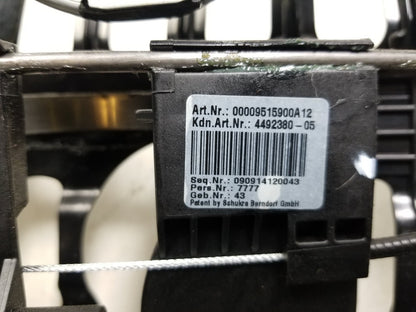 Art.Nr.: 00009515900A12
Kdn.Art.Nr.: 4492380-05
Seq.Nr.: 090914120043
Pers.Nr.: 7777
Geb.Nr.: 43
Patent by Schukra Berndorf GmbH